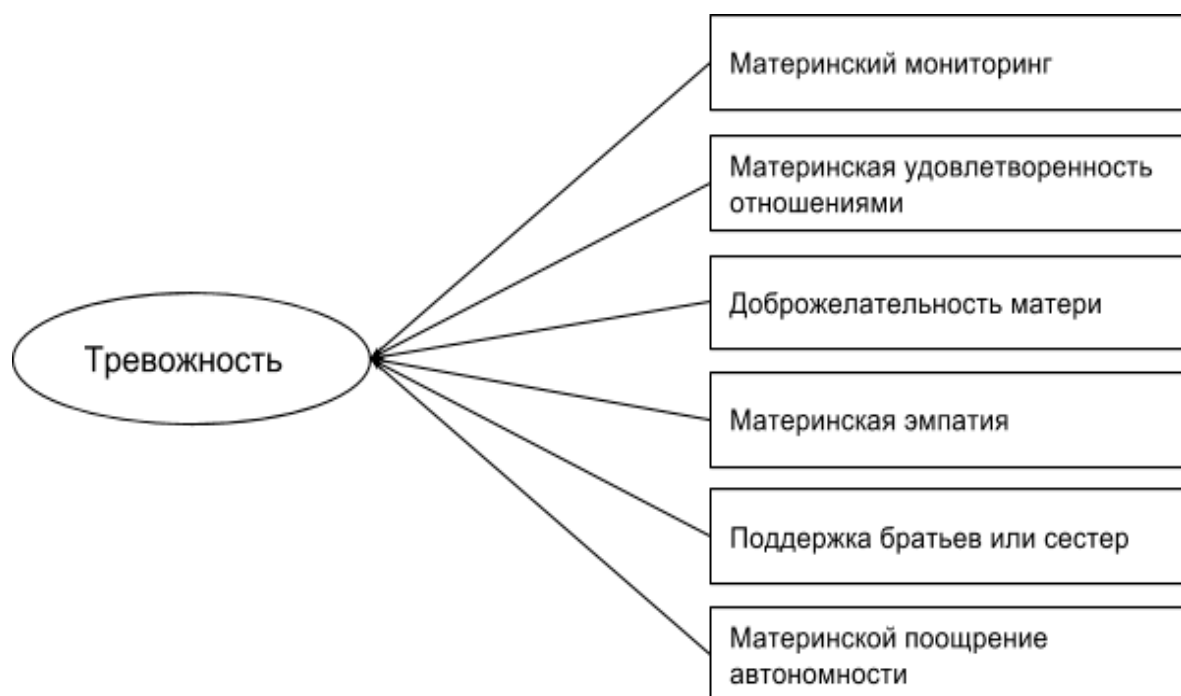 Материнский мониторинг
Материнская удовлетворенность
отношениями
Доброжелательность матери
Тревожность
Материнская эмпатия
Поддержка братьев или сестер
Материнской поощрение
автономности